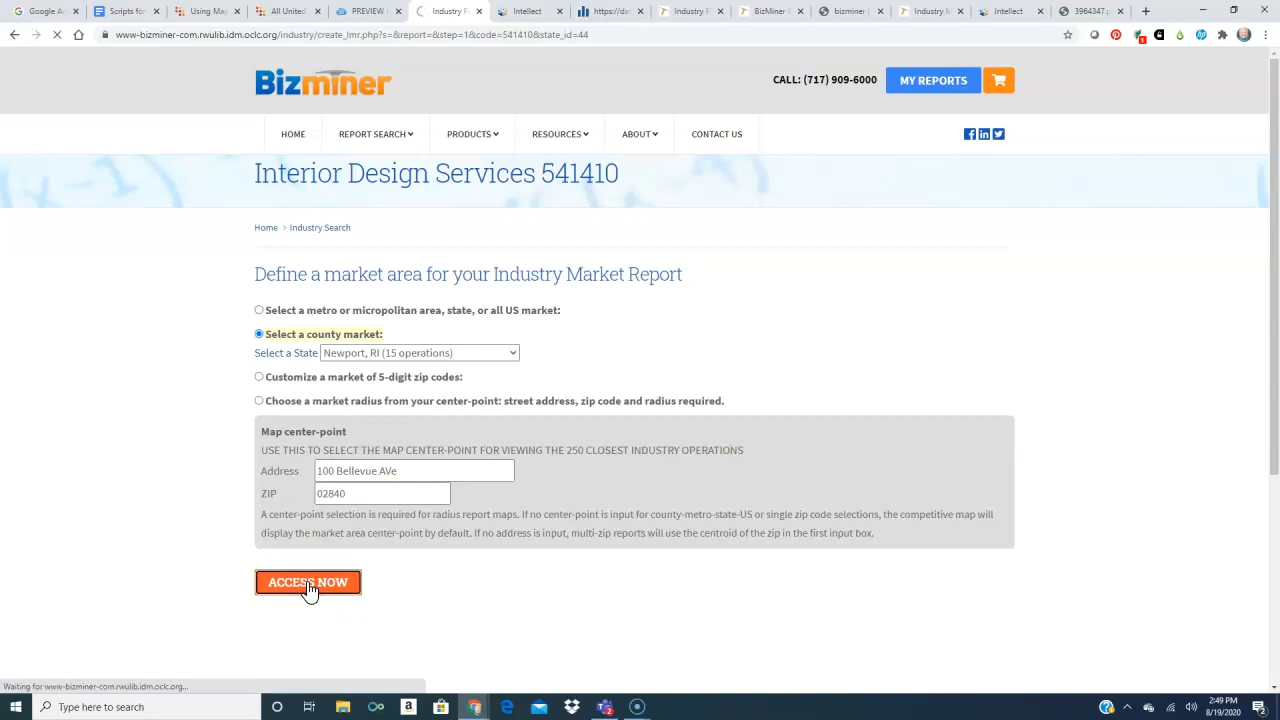 Google Ac
Scripts for
Using Map
All United
PREVIEW
Industry F
Intellect
https://da
Industry F
BizMiner
bizminer
Industry M
Intellect
3964347.p
www-bizminer-com.rwulib.idm.oclc.org/industry/create_lmr.php?s=&report=&step=1&code=541410&state_id=44
Bizminer
CALL: (717) 909-6000
MY REPORTS
HOME
REPORT SEARCH
PRODUCTS
RESOURCES
ABOUT
CONTACT US
Interior Design Services 541410
Home > Industry Search
Define a market area for your Industry Market Report
Select a metro or micropolitan area, state, or all US market:
Select a county market:
Select a State Newport, RI (15 operations)
Customize a market of 5-digit zip codes:
Choose a market radius from your center-point: street address, zip code and radius required.
Map center-point
USE THIS TO SELECT THE MAP CENTER-POINT FOR VIEWING THE 250 CLOSEST INDUSTRY OPERATIONS
Address 100 Bellevue AVe
ZIP 02840
A center-point selection is required for radius report maps. If no center-point is input for county-metro-state-US or single zip code selections, the competitive map will
display the market area center-point by default. If no address is input, multi-zip reports will use the centroid of the zip in the first input box.
ACCESS NOW
Waiting for www-bizminer-com.rwulib.idm.oclc.org...
Type here to search
2:49 PM
8/19/2020